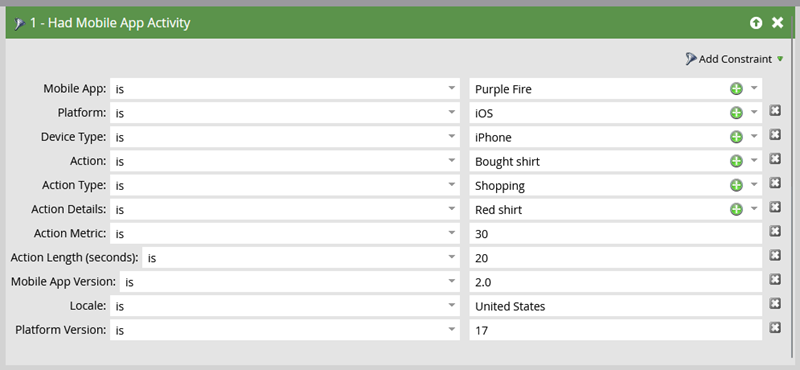 1 - Had Mobile App Activity
Add Constraint
Mobile App: is Purple Fire
Platform: is iOS
Device Type: is iPhone
Action: is Bought shirt
Action Type: is Shopping
Action Details: is Red shirt
Action Metric: is 30
Action Length (seconds): is 20
Mobile App Version: is 2.0
Locale: is United States
Platform Version: is 17